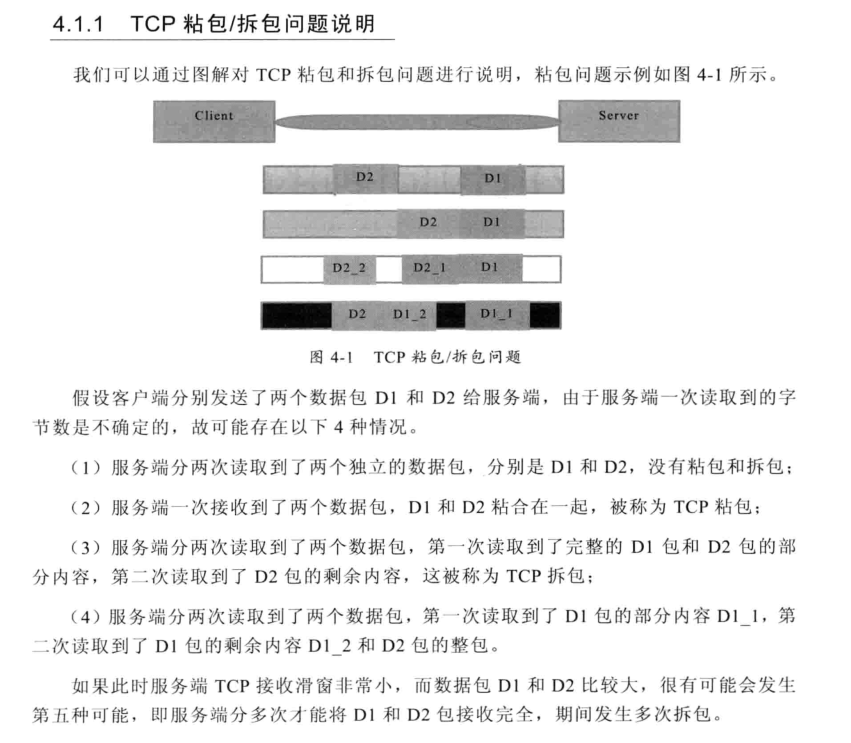 4.1.1 TCP 粘包/拆包问题说明
我们可以通过图解对 TCP 粘包和拆包问题进行说明，粘包问题示例如图 4-1 所示。
Client
Server
D2 D1
D2 D1
D2_2 D2_1 D1
D2 D1_2 D1_1
图 4-1 TCP 粘包/拆包问题
假设客户端分别发送了两个数据包 D1 和 D2 给服务端，由于服务端一次读取到的字
节数是不确定的，故可能存在以下 4 种情况。
（1）服务端分两次读取到了两个独立的数据包，分别是 D1 和 D2，没有粘包和拆包；
（2）服务端一次接收到了两个数据包，D1 和 D2 粘合在一起，被称为 TCP 粘包；
（3）服务端分两次读取到了两个数据包，第一次读取到了完整的 D1 包和 D2 包的部
分内容，第二次读取到了 D2 包的剩余内容，这被称为 TCP 拆包；
（4）服务端分两次读取到了两个数据包，第一次读取到了 D1 包的部分内容 D1_1，第
二次读取到了 D1 包的剩余内容 D1_2 和 D2 包的整包。
如果此时服务端 TCP 接收滑窗非常小，而数据包 D1 和 D2 比较大，很有可能会发生
第五种可能，即服务端分多次才能将 D1 和 D2 包接收完全，期间发生多次拆包。